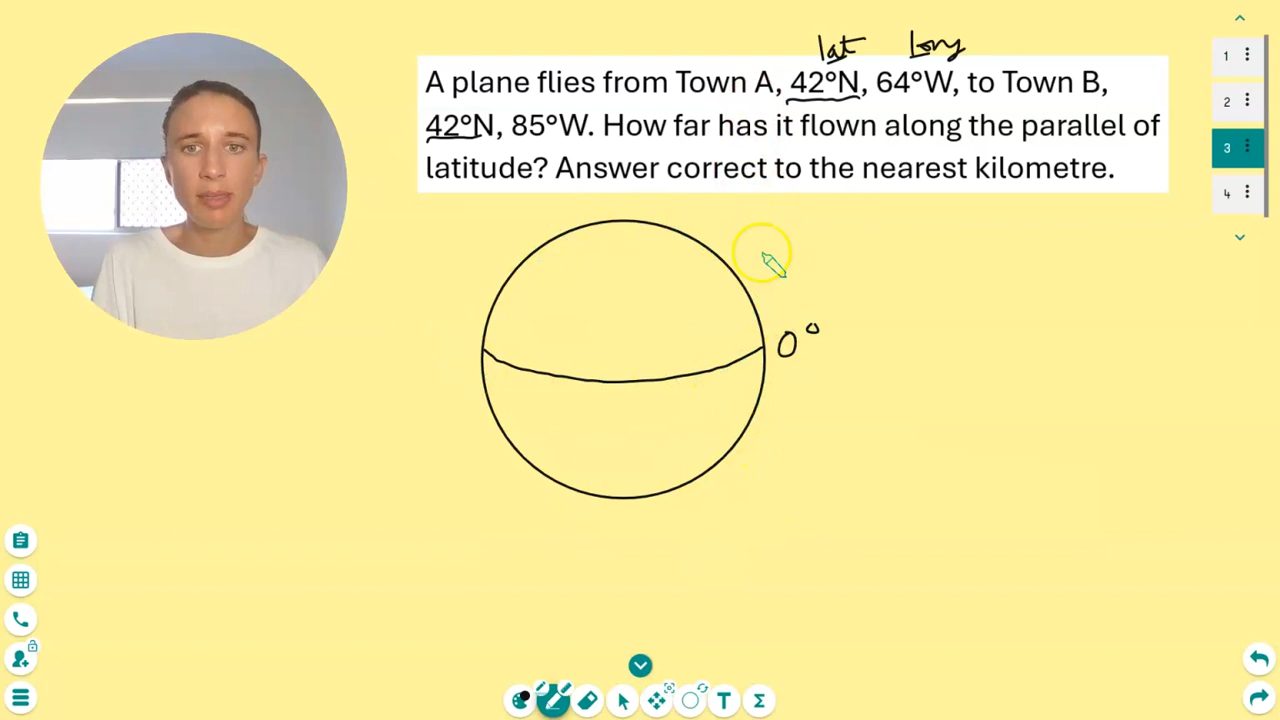 lat Long
A plane flies from Town A, 42°N, 64°W, to Town B,
42°N, 85°W. How far has it flown along the parallel of
latitude? Answer correct to the nearest kilometre.
0°
1
2
3
4
T
Σ